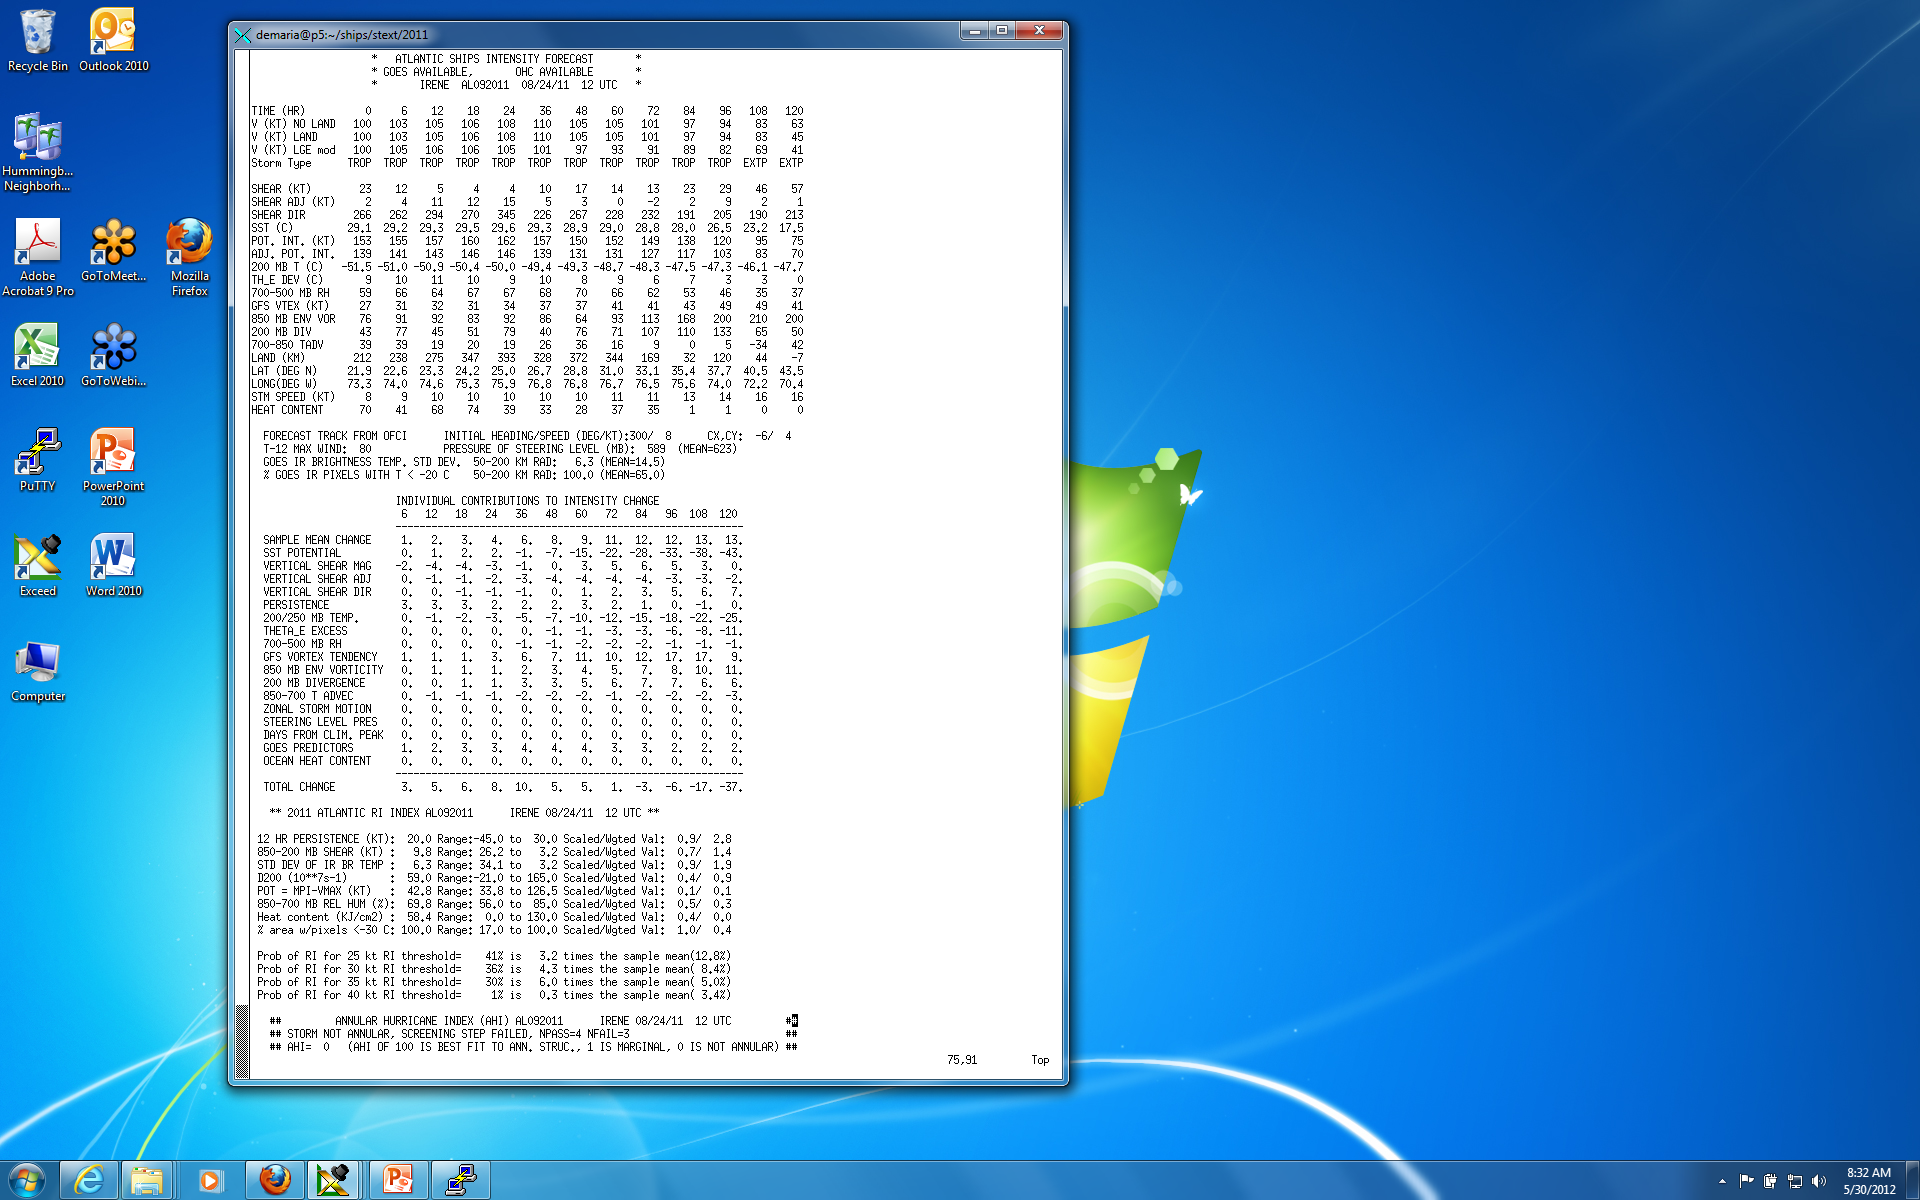 Recycle Bin
Outlook 2010
Hummingb... Neighborh...
Adobe Acrobat 9 Pro
GoToMeet...
Mozilla Firefox
Excel 2010
GoToWebi...
PuTTY
PowerPoint 2010
Exceed
Word 2010
Computer
demaria@p5:~/ships/stext/2011
* ATLANTIC SHIPS INTENSITY FORECAST *
* GOES AVAILABLE, OHC AVAILABLE *
* IRENE AL092011 08/24/11 12 UTC *
TIME (HR) 0 6 12 18 24 36 48 60 72 84 96 108 120
V (KT) NO LAND 100 103 105 106 108 110 105 105 101 97 94 83 63
V (KT) LAND 100 103 105 106 108 110 105 105 101 97 94 83 45
V (KT) LGE mod 100 105 106 106 105 101 97 93 91 89 82 69 41
Storm Type TROP TROP TROP TROP TROP TROP TROP TROP TROP TROP TROP EXTP EXTP
SHEAR (KT) 23 12 5 4 4 10 17 14 13 23 29 46 57
SHEAR ADJ (KT) 2 4 11 12 15 5 3 0 -2 2 9 2 1
SHEAR DIR 266 262 294 270 345 226 267 228 232 191 205 190 213
SST (C) 29.1 29.2 29.3 29.5 29.6 29.3 28.9 29.0 28.8 28.0 26.5 23.2 17.5
POT. INT. (KT) 153 155 157 160 162 157 150 152 149 138 120 95 75
ADJ. POT. INT. 139 141 143 146 146 139 131 131 127 117 103 83 70
200 MB T (C) -51.5 -51.0 -50.9 -50.4 -50.0 -49.4 -49.3 -48.7 -48.3 -47.5 -47.3 -46.1 -47.7
TH_E DEV (C) 9 10 11 10 9 10 8 9 6 7 3 3 0
700-500 MB RH 59 66 64 67 67 68 70 66 62 53 46 35 37
GFS VTEX (KT) 27 31 32 31 34 37 37 41 41 43 49 49 41
850 MB ENV VOR 76 91 92 83 92 86 64 93 113 168 200 210 200
200 MB DIV 43 77 45 51 79 40 76 71 107 110 133 65 50
700-850 TADV 39 39 19 20 19 26 36 16 9 0 5 -34 42
LAND (KM) 212 238 275 347 393 328 372 344 169 32 120 44 -7
LAT (DEG N) 21.9 22.6 23.3 24.2 25.0 26.7 28.8 31.0 33.1 35.4 37.7 40.5 43.5
LONG(DEG W) 73.3 74.0 74.6 75.3 75.9 76.8 76.8 76.7 76.5 75.6 74.0 72.2 70.4
STM SPEED (KT) 8 9 10 10 10 10 10 11 11 13 14 16 16
HEAT CONTENT 70 41 68 74 39 33 28 37 35 1 1 0 0
FORECAST TRACK FROM OFCI INITIAL HEADING/SPEED (DEG/KT):300/ 8 CX,CY: -6/ 4
T-12 MAX WIND: 80 PRESSURE OF STEERING LEVEL (MB): 589 (MEAN=623)
GOES IR BRIGHTNESS TEMP. STD DEV. 50-200 KM RAD: 6.3 (MEAN=14.5)
% GOES IR PIXELS WITH T < -20 C 50-200 KM RAD: 100.0 (MEAN=65.0)
INDIVIDUAL CONTRIBUTIONS TO INTENSITY CHANGE
6 12 18 24 36 48 60 72 84 96 108 120
----------------------------------------------------------
SAMPLE MEAN CHANGE 1. 2. 3. 4. 6. 8. 9. 11. 12. 12. 13. 13.
SST POTENTIAL 0. 1. 2. 2. -1. -7. -15. -22. -28. -33. -38. -43.
VERTICAL SHEAR MAG -2. -4. -4. -3. -1. 0. 3. 5. 6. 5. 3. 0.
VERTICAL SHEAR ADJ 0. -1. -1. -2. -3. -4. -4. -4. -4. -3. -3. -2.
VERTICAL SHEAR DIR 0. 0. -1. -1. -1. 0. 1. 2. 3. 5. 6. 7.
PERSISTENCE 3. 3. 3. 2. 2. 2. 3. 2. 1. 0. -1. 0.
200/250 MB TEMP. 0. -1. -2. -3. -5. -7. -10. -12. -15. -18. -22. -25.
THETA_E EXCESS 0. 0. 0. 0. 0. -1. -1. -3. -3. -6. -8. -11.
700-500 MB RH 0. 0. 0. 0. -1. -1. -2. -2. -2. -1. -1. -1.
GFS VORTEX TENDENCY 1. 1. 1. 3. 6. 7. 11. 10. 12. 17. 17. 9.
850 MB ENV VORTICITY 0. 1. 1. 1. 2. 3. 4. 5. 7. 8. 10. 11.
200 MB DIVERGENCE 0. 0. 1. 1. 3. 3. 5. 6. 7. 7. 6. 6.
850-700 T ADVEC 0. -1. -1. -1. -2. -2. -2. -1. -2. -2. -2. -3.
ZONAL STORM MOTION 0. 0. 0. 0. 0. 0. 0. 0. 0. 0. 0. 0.
STEERING LEVEL PRES 0. 0. 0. 0. 0. 0. 0. 0. 0. 0. 0. 0.
DAYS FROM CLIM. PEAK 0. 0. 0. 0. 0. 0. 0. 0. 0. 0. 0. 0.
GOES PREDICTORS 1. 2. 3. 3. 4. 4. 4. 3. 3. 2. 2. 2.
OCEAN HEAT CONTENT 0. 0. 0. 0. 0. 0. 0. 0. 0. 0. 0. 0.
----------------------------------------------------------
TOTAL CHANGE 3. 5. 6. 8. 10. 5. 5. 1. -3. -6. -17. -37.
** 2011 ATLANTIC RI INDEX AL092011 IRENE 08/24/11 12 UTC **
12 HR PERSISTENCE (KT): 20.0 Range:-45.0 to 30.0 Scaled/Wgted Val: 0.9/ 2.8
850-200 MB SHEAR (KT) : 9.8 Range: 26.2 to 3.2 Scaled/Wgted Val: 0.7/ 1.4
STD DEV OF IR BR TEMP : 6.3 Range: 34.1 to 3.2 Scaled/Wgted Val: 0.9/ 1.9
D200 (10**7s-1) : 59.0 Range:-21.0 to 165.0 Scaled/Wgted Val: 0.4/ 0.9
POT = MPI-VMAX (KT) : 42.8 Range: 33.8 to 126.5 Scaled/Wgted Val: 0.1/ 0.1
850-700 MB REL HUM (%): 69.8 Range: 56.0 to 85.0 Scaled/Wgted Val: 0.5/ 0.3
Heat content (KJ/cm2) : 58.4 Range: 0.0 to 130.0 Scaled/Wgted Val: 0.4/ 0.0
% area w/pixels <-30 C: 100.0 Range: 17.0 to 100.0 Scaled/Wgted Val: 1.0/ 0.4
Prob of RI for 25 kt RI threshold= 41% is 3.2 times the sample mean(12.8%)
Prob of RI for 30 kt RI threshold= 36% is 4.3 times the sample mean( 8.4%)
Prob of RI for 35 kt RI threshold= 30% is 6.0 times the sample mean( 5.0%)
Prob of RI for 40 kt RI threshold= 1% is 0.3 times the sample mean( 3.4%)
## ANNULAR HURRICANE INDEX (AHI) AL092011 IRENE 08/24/11 12 UTC ##
## STORM NOT ANNULAR, SCREENING STEP FAILED, NPASS=4 NFAIL=3 ##
## AHI= 0 (AHI OF 100 IS BEST FIT TO ANN. STRUC., 1 IS MARGINAL, 0 IS NOT ANNULAR) ##
75,91 Top
8:32 AM
5/30/2012